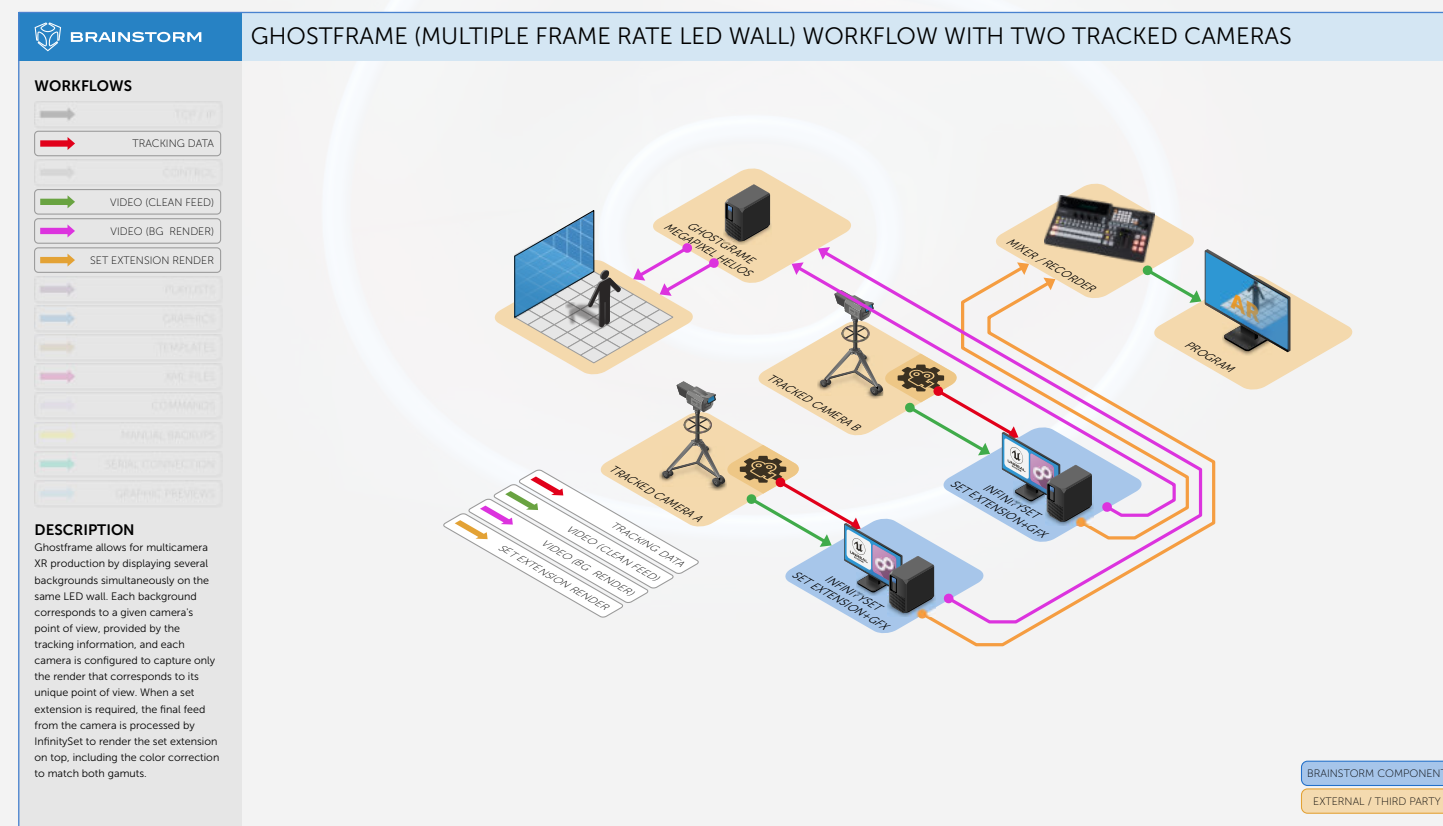 BRAINSTORM
GHOSTFRAME (MULTIPLE FRAME RATE LED WALL) WORKFLOW WITH TWO TRACKED CAMERAS
WORKFLOWS
TCP / IP
TRACKING DATA
CONTROL
VIDEO (CLEAN FEED)
VIDEO (BG RENDER)
SET EXTENSION RENDER
PLAYLISTS
GRAPHICS
TEMPLATES
XML FILES
COMMANDS
MANUAL BACKUPS
SERIAL CONNECTION
GRAPHIC PREVIEWS
DESCRIPTION
Ghostframe allows for multicamera
XR production by displaying several
backgrounds simultaneously on the
same LED wall. Each background
corresponds to a given camera's
point of view, provided by the
tracking information, and each
camera is configured to capture only
the render that corresponds to its
unique point of view. When a set
extension is required, the final feed
from the camera is processed by
InfinitySet to render the set extension
on top, including the color correction
to match both gamuts.
GHOSTGRAME
MEGAPIXEL HELIOS
MIXER / RECORDER
AR
PROGRAM
TRACKED CAMERA B
TRACKED CAMERA A
INFINITYSET
SET EXTENSION+GFX
INFINITYSET
SET EXTENSION+GFX
TRACKING DATA
VIDEO (CLEAN FEED)
VIDEO (BG RENDER)
SET EXTENSION RENDER
BRAINSTORM COMPONENT
EXTERNAL / THIRD PARTY